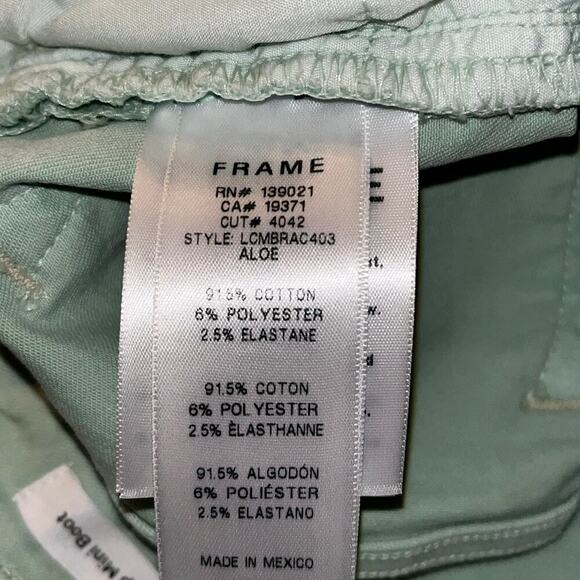 FRAME
RN# 139021
CA# 19371
CUT# 4042
STYLE: LCMBRAC403
ALOE
91.5% COTTON
6% POLYESTER
2.5% ELASTANE
91.5% COTON
6% POLYESTER
2.5% ÈLASTHANNE
91.5% ALGODÓN
6% POLIÉSTER
2.5% ELASTANO
MADE IN MEXICO
Mini Boot